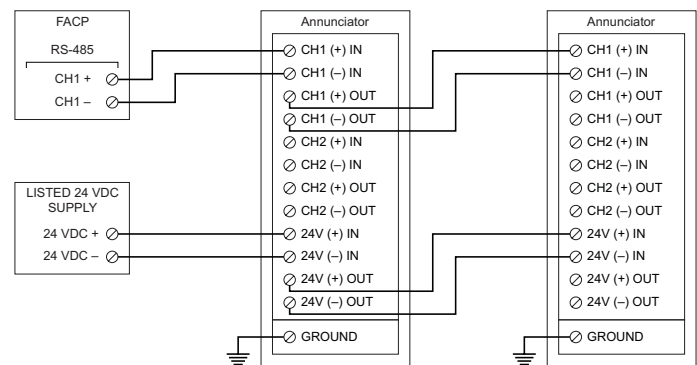 FACP
RS-485
CH1 +
CH1 –
LISTED 24 VDC
SUPPLY
24 VDC +
24 VDC –
Annunciator
CH1 (+) IN
CH1 (–) IN
CH1 (+) OUT
CH1 (–) OUT
CH2 (+) IN
CH2 (–) IN
CH2 (+) OUT
CH2 (–) OUT
24V (+) IN
24V (–) IN
24V (+) OUT
24V (–) OUT
GROUND
Annunciator
CH1 (+) IN
CH1 (–) IN
CH1 (+) OUT
CH1 (–) OUT
CH2 (+) IN
CH2 (–) IN
CH2 (+) OUT
CH2 (–) OUT
24V (+) IN
24V (–) IN
24V (+) OUT
24V (–) OUT
GROUND